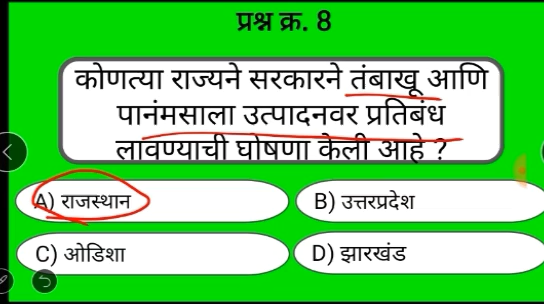 प्रश्न क्र. 8
कोणत्या राज्यने सरकारने तंबाखू आणि
पानंमसाला उत्पादनवर प्रतिबंध
लावण्याची घोषणा केली आहे ?
A) राजस्थान
B) उत्तरप्रदेश
C) ओडिशा
D) झारखंड